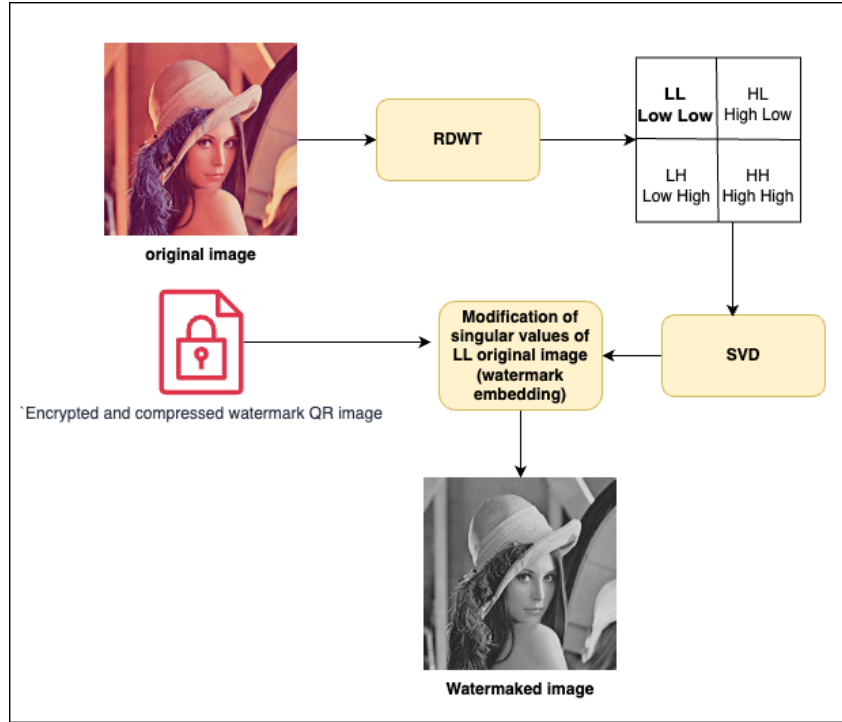 LL
Low Low
HL
High Low
RDWT
LH
Low High
HH
High High
original image
Modification of
singular values of
LL original image
(watermark
embedding)
SVD
`Encrypted and compressed watermark QR image
Watermaked image